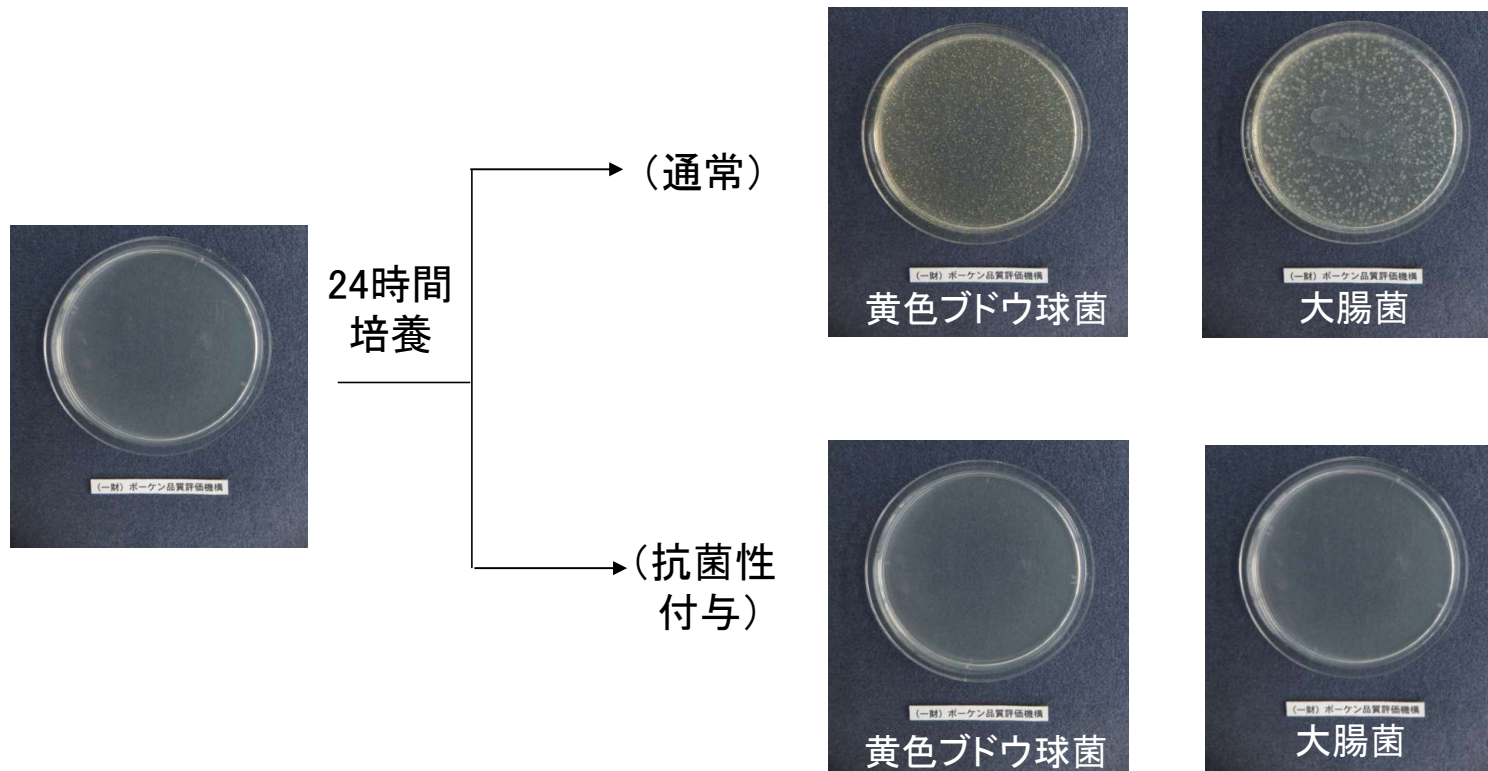 (一財) ボーケン品質評価機構
24時間
培養
（通常）
(一財) ボーケン品質評価機構
黄色ブドウ球菌
(一財) ボーケン品質評価機構
大腸菌
（抗菌性
付与）
(一財) ボーケン品質評価機構
黄色ブドウ球菌
(一財) ボーケン品質評価機構
大腸菌